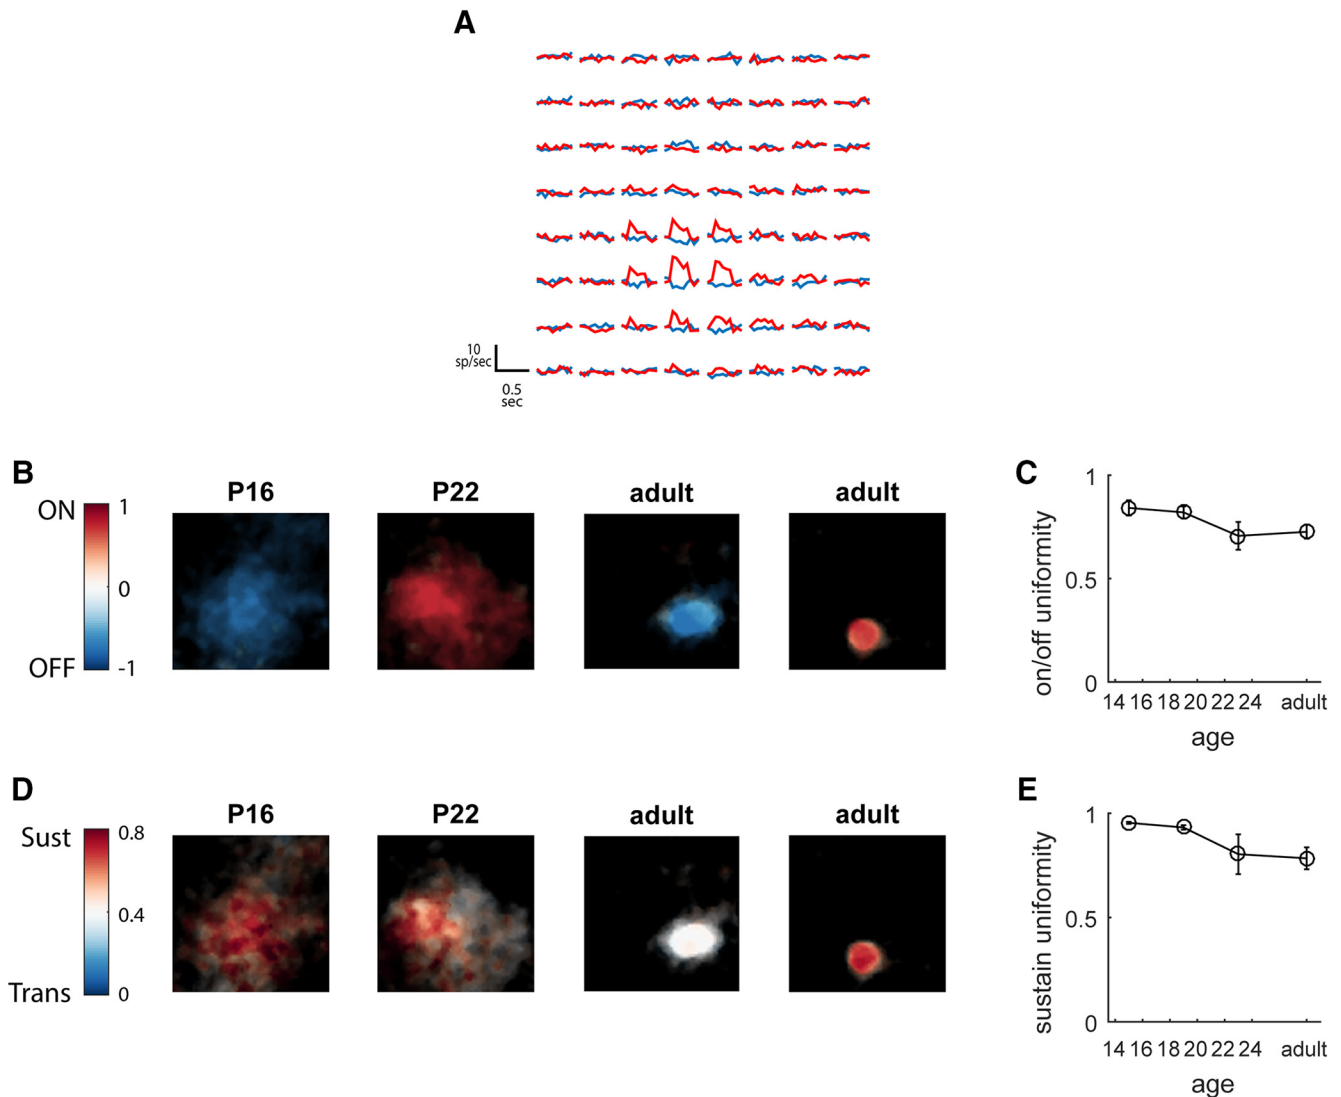 A
10
sp/sec
0.5
sec
B
P16
P22
adult
adult
ON
1
0
OFF
-1
C
1
0.5
0
on/off uniformity
14 16 18 20 22 24 adult
age
D
P16
P22
adult
adult
Sust
0.8
0.4
Trans
0
E
1
0.5
0
sustain uniformity
14 16 18 20 22 24 adult
age